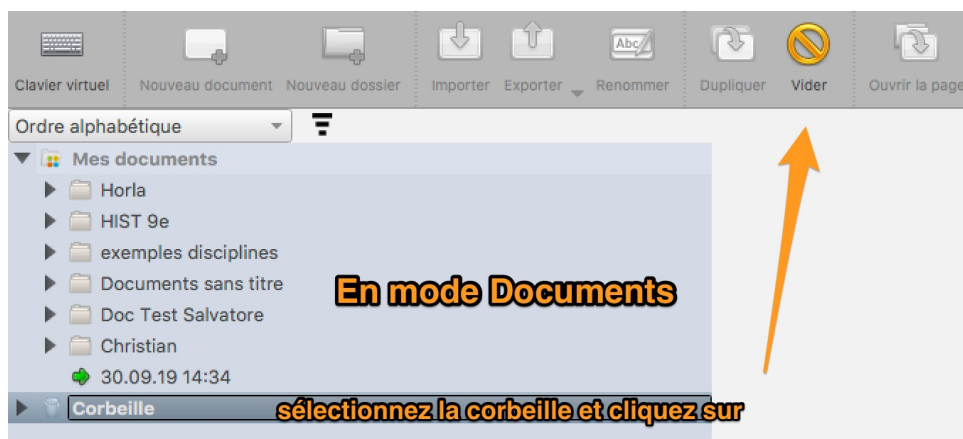 Clavier virtuel
Nouveau document
Nouveau dossier
Importer
Exporter
Abc
Renommer
Dupliquer
Vider
Ouvrir la page
Ordre alphabétique
Mes documents
Horla
HIST 9e
exemples disciplines
Documents sans titre
En mode Documents
Doc Test Salvatore
Christian
30.09.19 14:34
Corbeille
sélectionnez la corbeille et cliquez sur